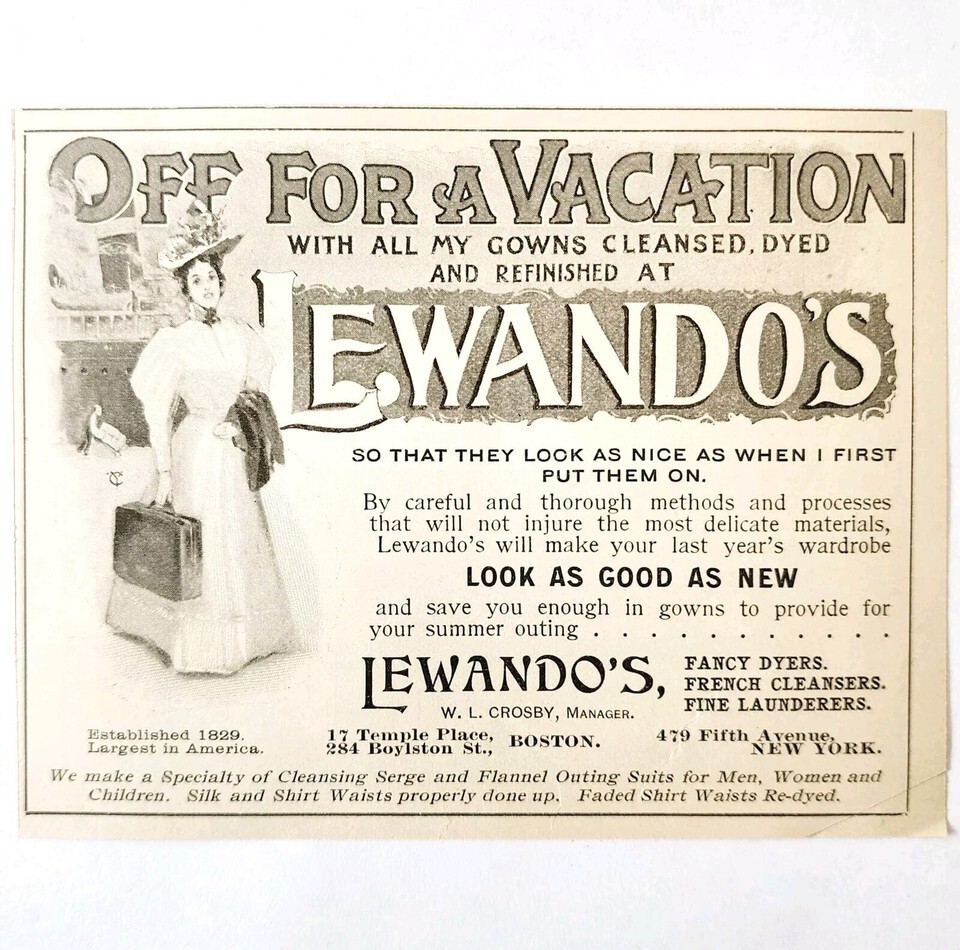 OFF FOR A VACATION
WITH ALL MY GOWNS CLEANSED, DYED
AND REFINISHED AT
LEWANDO'S
SO THAT THEY LOOK AS NICE AS WHEN I FIRST
PUT THEM ON.
By careful and thorough methods and processes
that will not injure the most delicate materials,
Lewando's will make your last year's wardrobe
LOOK AS GOOD AS NEW
and save you enough in gowns to provide for
your summer outing . . . . . . . . . . .
LEWANDO'S,
W. L. CROSBY, MANAGER.
FANCY DYERS.
FRENCH CLEANSERS.
FINE LAUNDERERS.
Established 1829.
Largest in America.
17 Temple Place,
284 Boylston St.,
BOSTON.
479 Fifth Avenue,
NEW YORK.
We make a Specialty of Cleansing Serge and Flannel Outing Suits for Men, Women and
Children. Silk and Shirt Waists properly done up. Faded Shirt Waists Re-dyed.